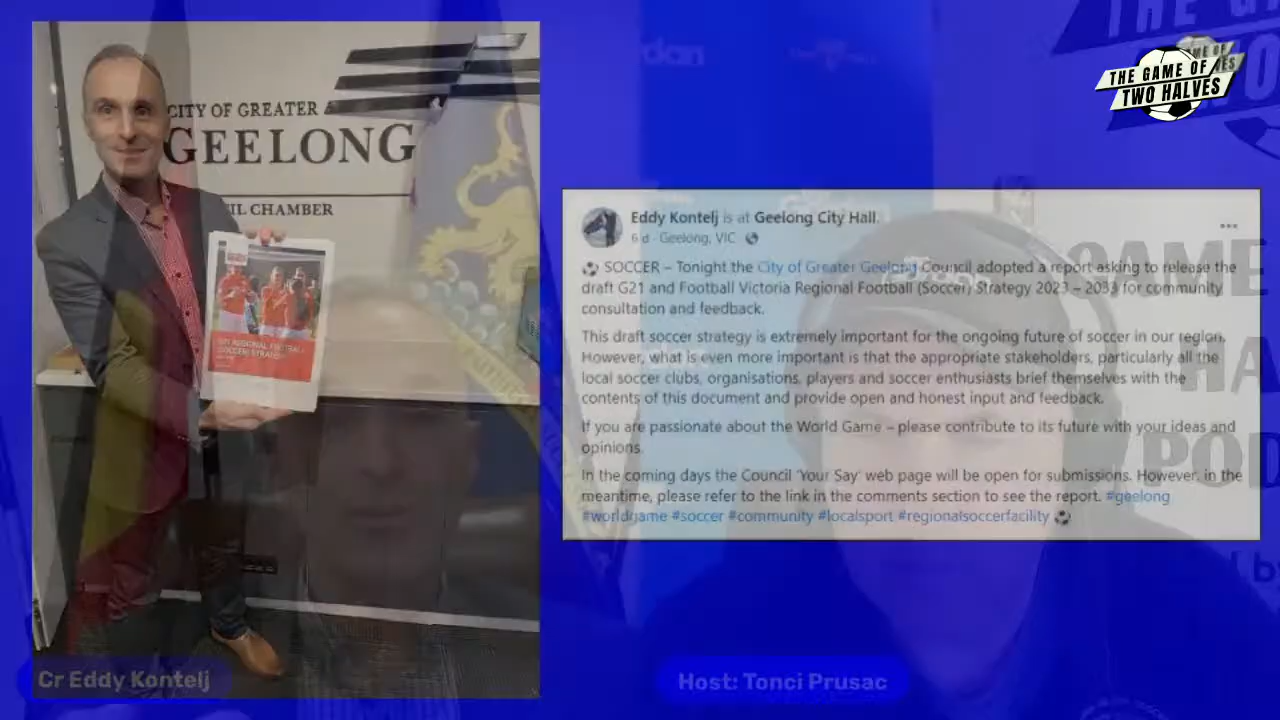 THE GAME OF
TWO HALVES
CITY OF GREATER
GEELONG
CIL CHAMBER
Eddy Kontelj is at Geelong City Hall.
6 d · Geelong, VIC
SOCCER – Tonight the City of Greater Geelong Council adopted a report asking to release the
draft G21 and Football Victoria Regional Football (Soccer) Strategy 2023 – 2033 for community
consultation and feedback.
This draft soccer strategy is extremely important for the ongoing future of soccer in our region.
However, what is even more important is that the appropriate stakeholders, particularly all the
local soccer clubs, organisations, players and soccer enthusiasts brief themselves with the
contents of this document and provide open and honest input and feedback.
If you are passionate about the World Game – please contribute to its future with your ideas and
opinions.
In the coming days the Council 'Your Say' web page will be open for submissions. However, in the
meantime, please refer to the link in the comments section to see the report. #geelong
#worldgame #soccer #community #localsport #regionalsoccerfacility
GAME
HA
POD
Cr Eddy Kontelj
Host: Tonci Prusac